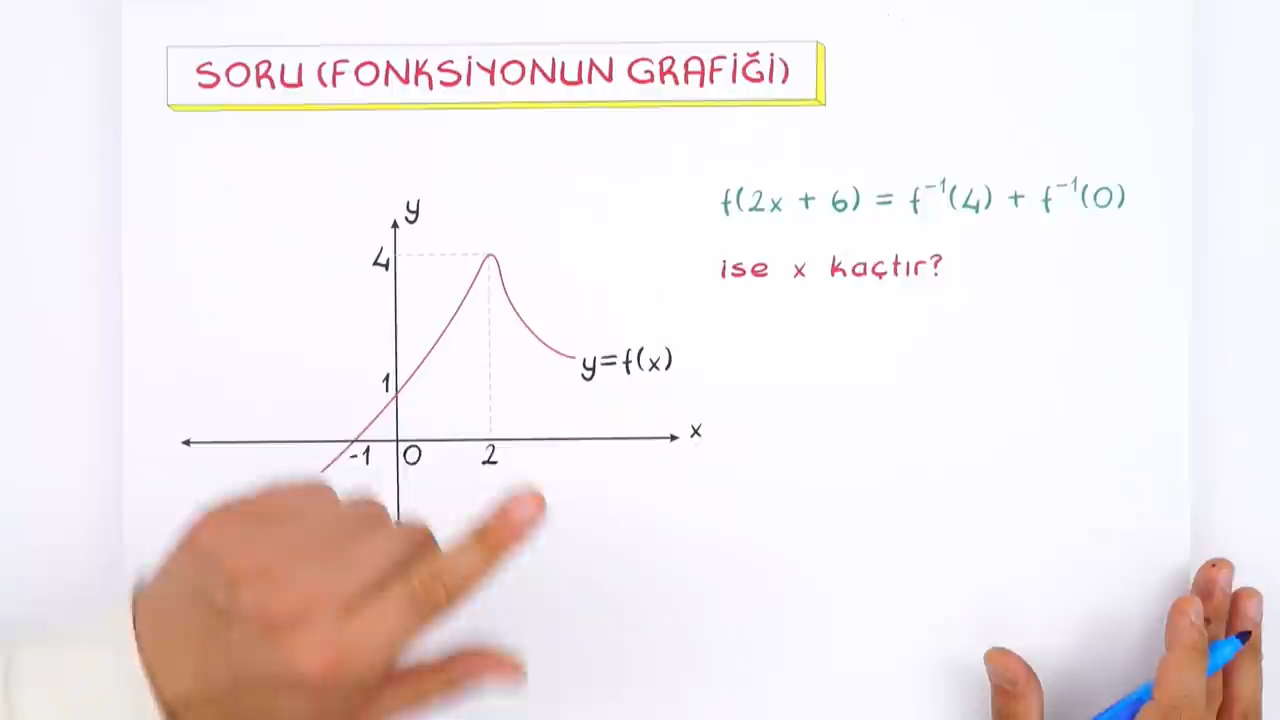 SORU (FONKSİYONUN GRAFİĞİ)
f(2x + 6) = f⁻¹(4) + f⁻¹(0)
ise x kaçtır?
y
4
1
y=f(x)
x
-1 0 2